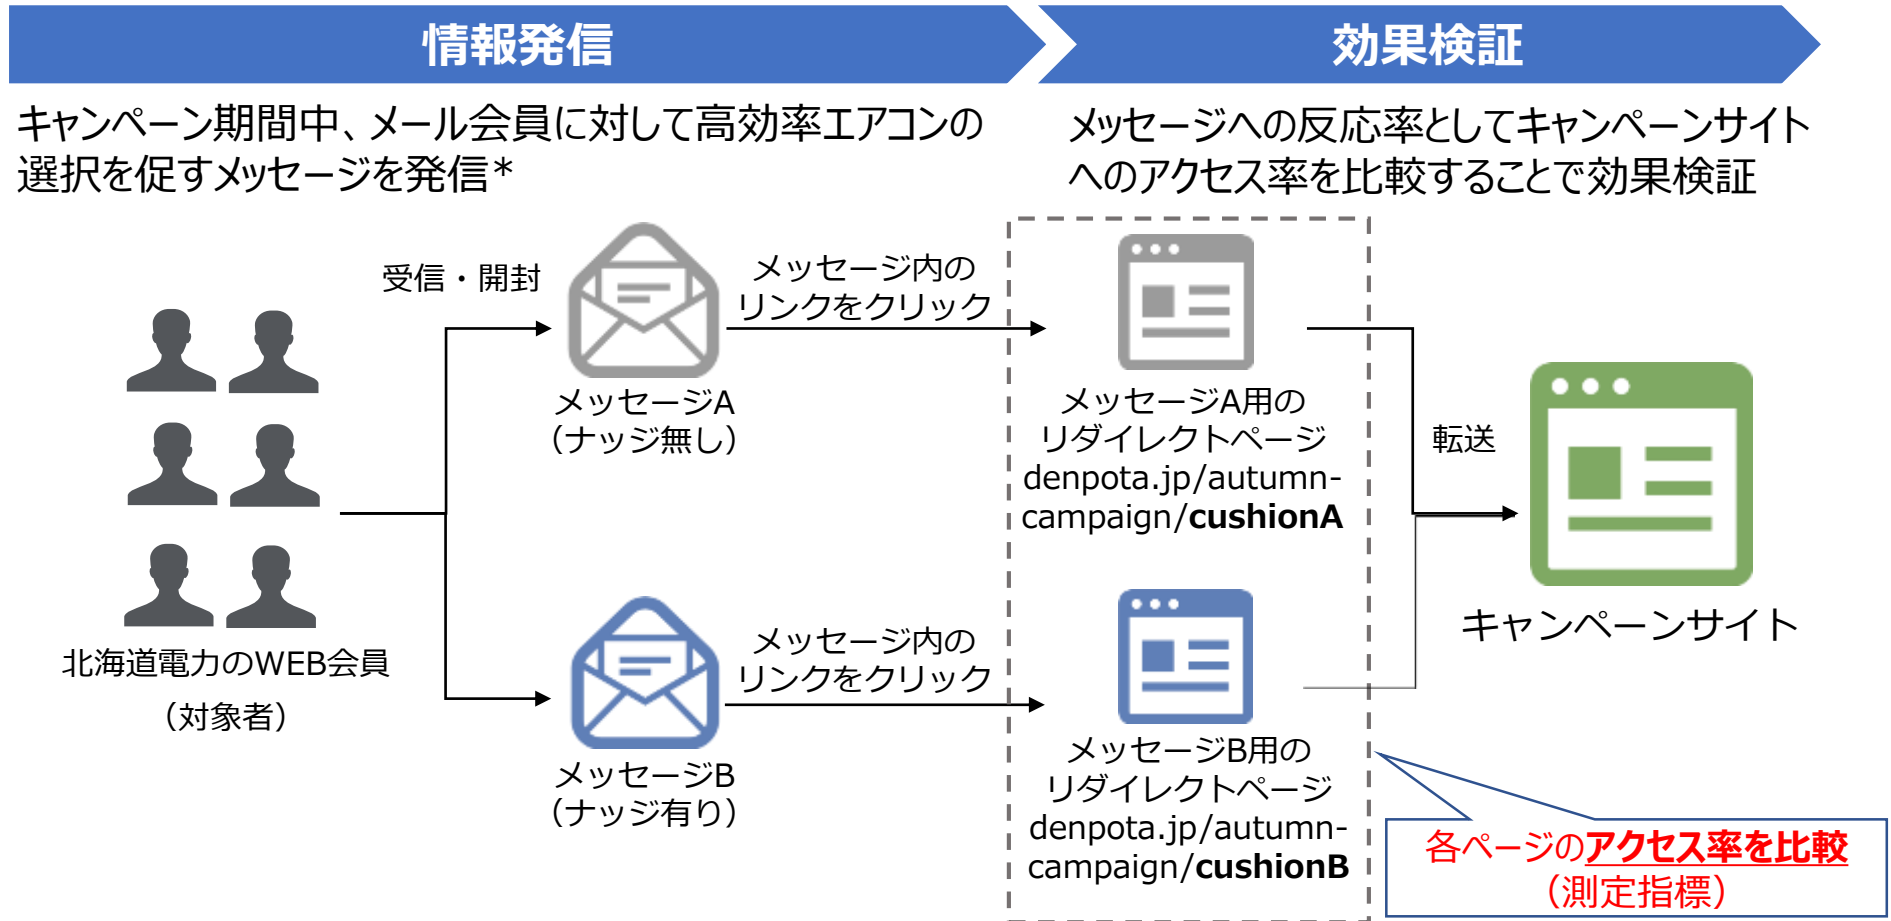 情報発信
効果検証
キャンペーン期間中、メール会員に対して高効率エアコンの
選択を促すメッセージを発信*
メッセージへの反応率としてキャンペーンサイト
へのアクセス率を比較することで効果検証
受信・開封
メッセージ内の
リンクをクリック
メッセージA
（ナッジ無し）
メッセージA用の
リダイレクトページ
denpota.jp/autumn-
campaign/cushionA
転送
北海道電力のWEB会員
（対象者）
メッセージ内の
リンクをクリック
メッセージB
（ナッジ有り）
メッセージB用の
リダイレクトページ
denpota.jp/autumn-
campaign/cushionB
キャンペーンサイト
各ページのアクセス率を比較
（測定指標）